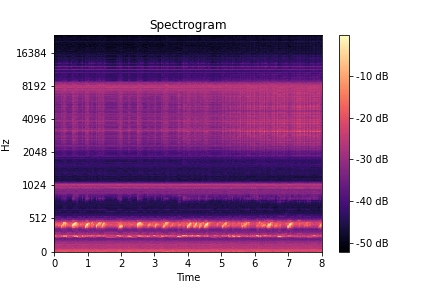 Spectrogram
16384
8192
4096
2048
1024
512
0
Hz
0 1 2 3 4 5 6 7 8
Time
-10 dB
-20 dB
-30 dB
-40 dB
-50 dB